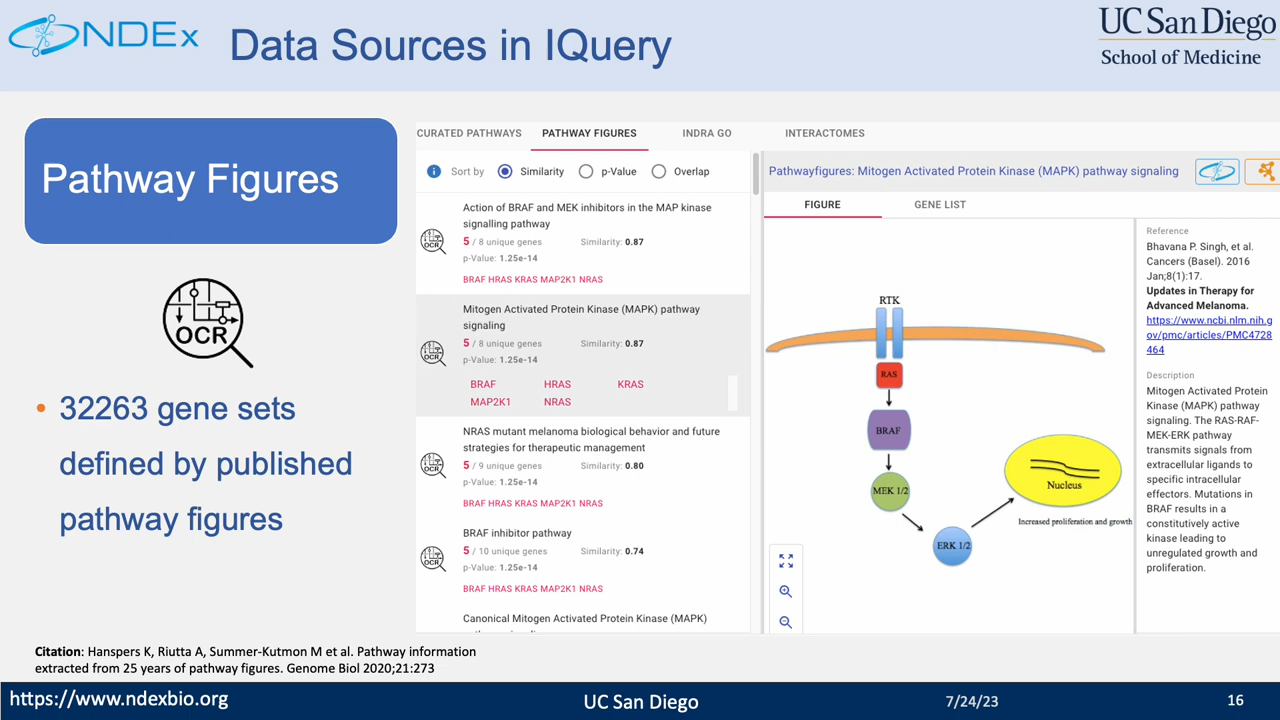 NDEx
Data Sources in IQuery
UC San Diego
School of Medicine
Pathway Figures
OCR
• 32263 gene sets
defined by published
pathway figures
CURATED PATHWAYS PATHWAY FIGURES INDRA GO INTERACTOMES
Sort by Similarity p-Value Overlap
Action of BRAF and MEK inhibitors in the MAP kinase
signalling pathway
OCR
5 / 8 unique genes Similarity: 0.87
p-Value: 1.25e-14
BRAF HRAS KRAS MAP2K1 NRAS
Mitogen Activated Protein Kinase (MAPK) pathway
signaling
OCR
5 / 8 unique genes Similarity: 0.87
p-Value: 1.25e-14
BRAF HRAS KRAS
MAP2K1 NRAS
NRAS mutant melanoma biological behavior and future
strategies for therapeutic management
OCR
5 / 9 unique genes Similarity: 0.80
p-Value: 1.25e-14
BRAF HRAS KRAS MAP2K1 NRAS
BRAF inhibitor pathway
OCR
5 / 10 unique genes Similarity: 0.74
p-Value: 1.25e-14
BRAF HRAS KRAS MAP2K1 NRAS
Canonical Mitogen Activated Protein Kinase (MAPK)
Pathwayfigures: Mitogen Activated Protein Kinase (MAPK) pathway signaling
FIGURE GENE LIST
RTK
RAS
BRAF
MEK 1/2
ERK 1/2
Nucleus
Increased proliferation and growth
Reference
Bhavana P. Singh, et al.
Cancers (Basel). 2016
Jan;8(1):17.
Updates in Therapy for
Advanced Melanoma.
https://www.ncbi.nlm.nih.g
ov/pmc/articles/PMC4728
464
Description
Mitogen Activated Protein
Kinase (MAPK) pathway
signaling. The RAS-RAF-
MEK-ERK pathway
transmits signals from
extracellular ligands to
specific intracellular
effectors. Mutations in
BRAF results in a
constitutively active
kinase leading to
unregulated growth and
proliferation.
Citation: Hanspers K, Riutta A, Summer-Kutmon M et al. Pathway information
extracted from 25 years of pathway figures. Genome Biol 2020;21:273
https://www.ndexbio.org
UC San Diego
7/24/23
16